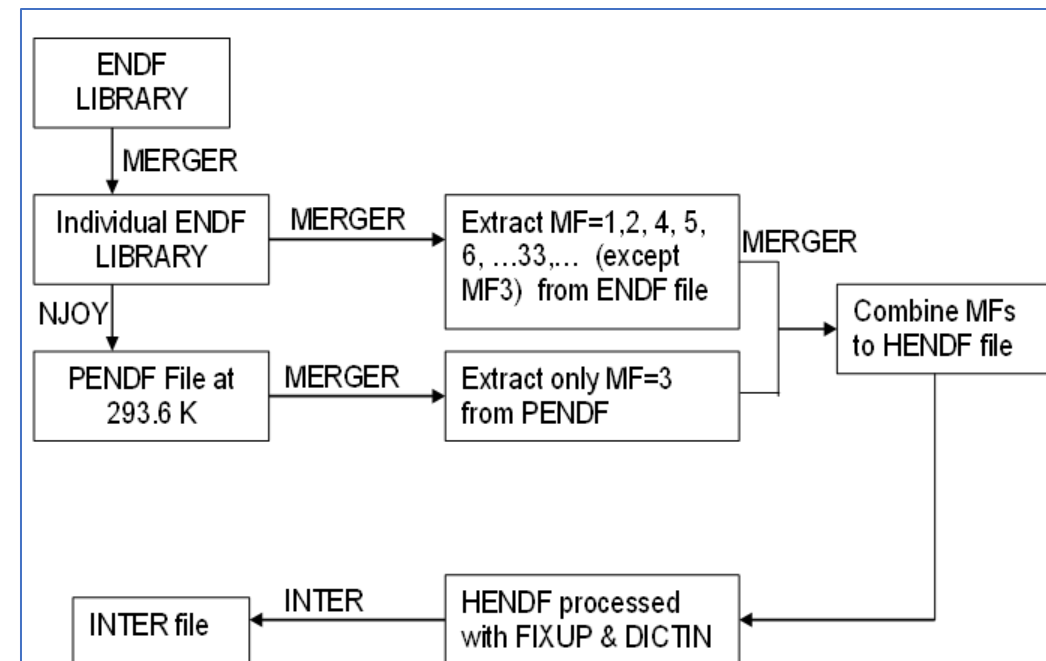 ENDF
LIBRARY
MERGER
Individual ENDF
LIBRARY
MERGER
Extract MF=1,2, 4, 5,
6, ...33,... (except
MF3) from ENDF file
MERGER
NJOY
PENDF File at
293.6 K
MERGER
Extract only MF=3
from PENDF
Combine MFs
to HENDF file
HENDF processed
with FIXUP & DICTIN
INTER
INTER file